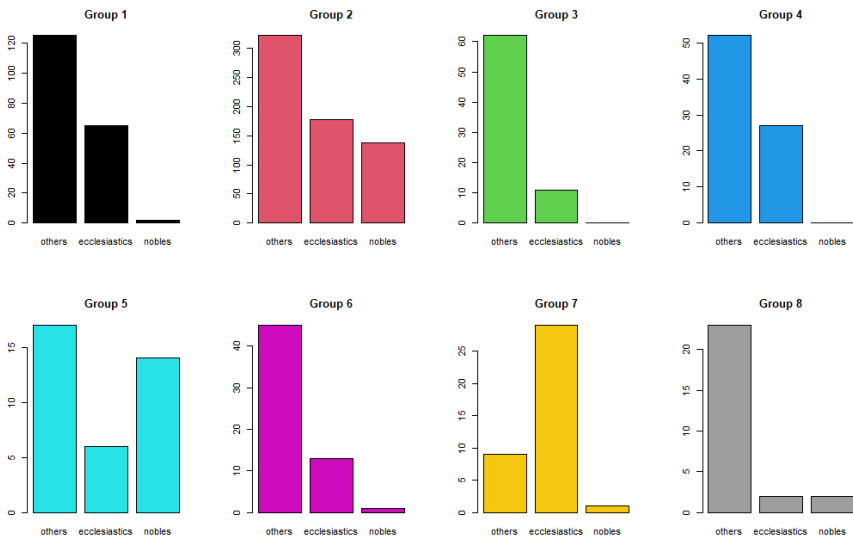 Group 1
120
100
80
60
40
20
0
others ecclesiastics nobles
Group 2
300
250
200
150
100
50
0
others ecclesiastics nobles
Group 3
60
50
40
30
20
10
0
others ecclesiastics nobles
Group 4
50
40
30
20
10
0
others ecclesiastics nobles
Group 5
15
10
5
0
others ecclesiastics nobles
Group 6
40
30
20
10
0
others ecclesiastics nobles
Group 7
25
20
15
10
5
0
others ecclesiastics nobles
Group 8
20
15
10
5
0
others ecclesiastics nobles